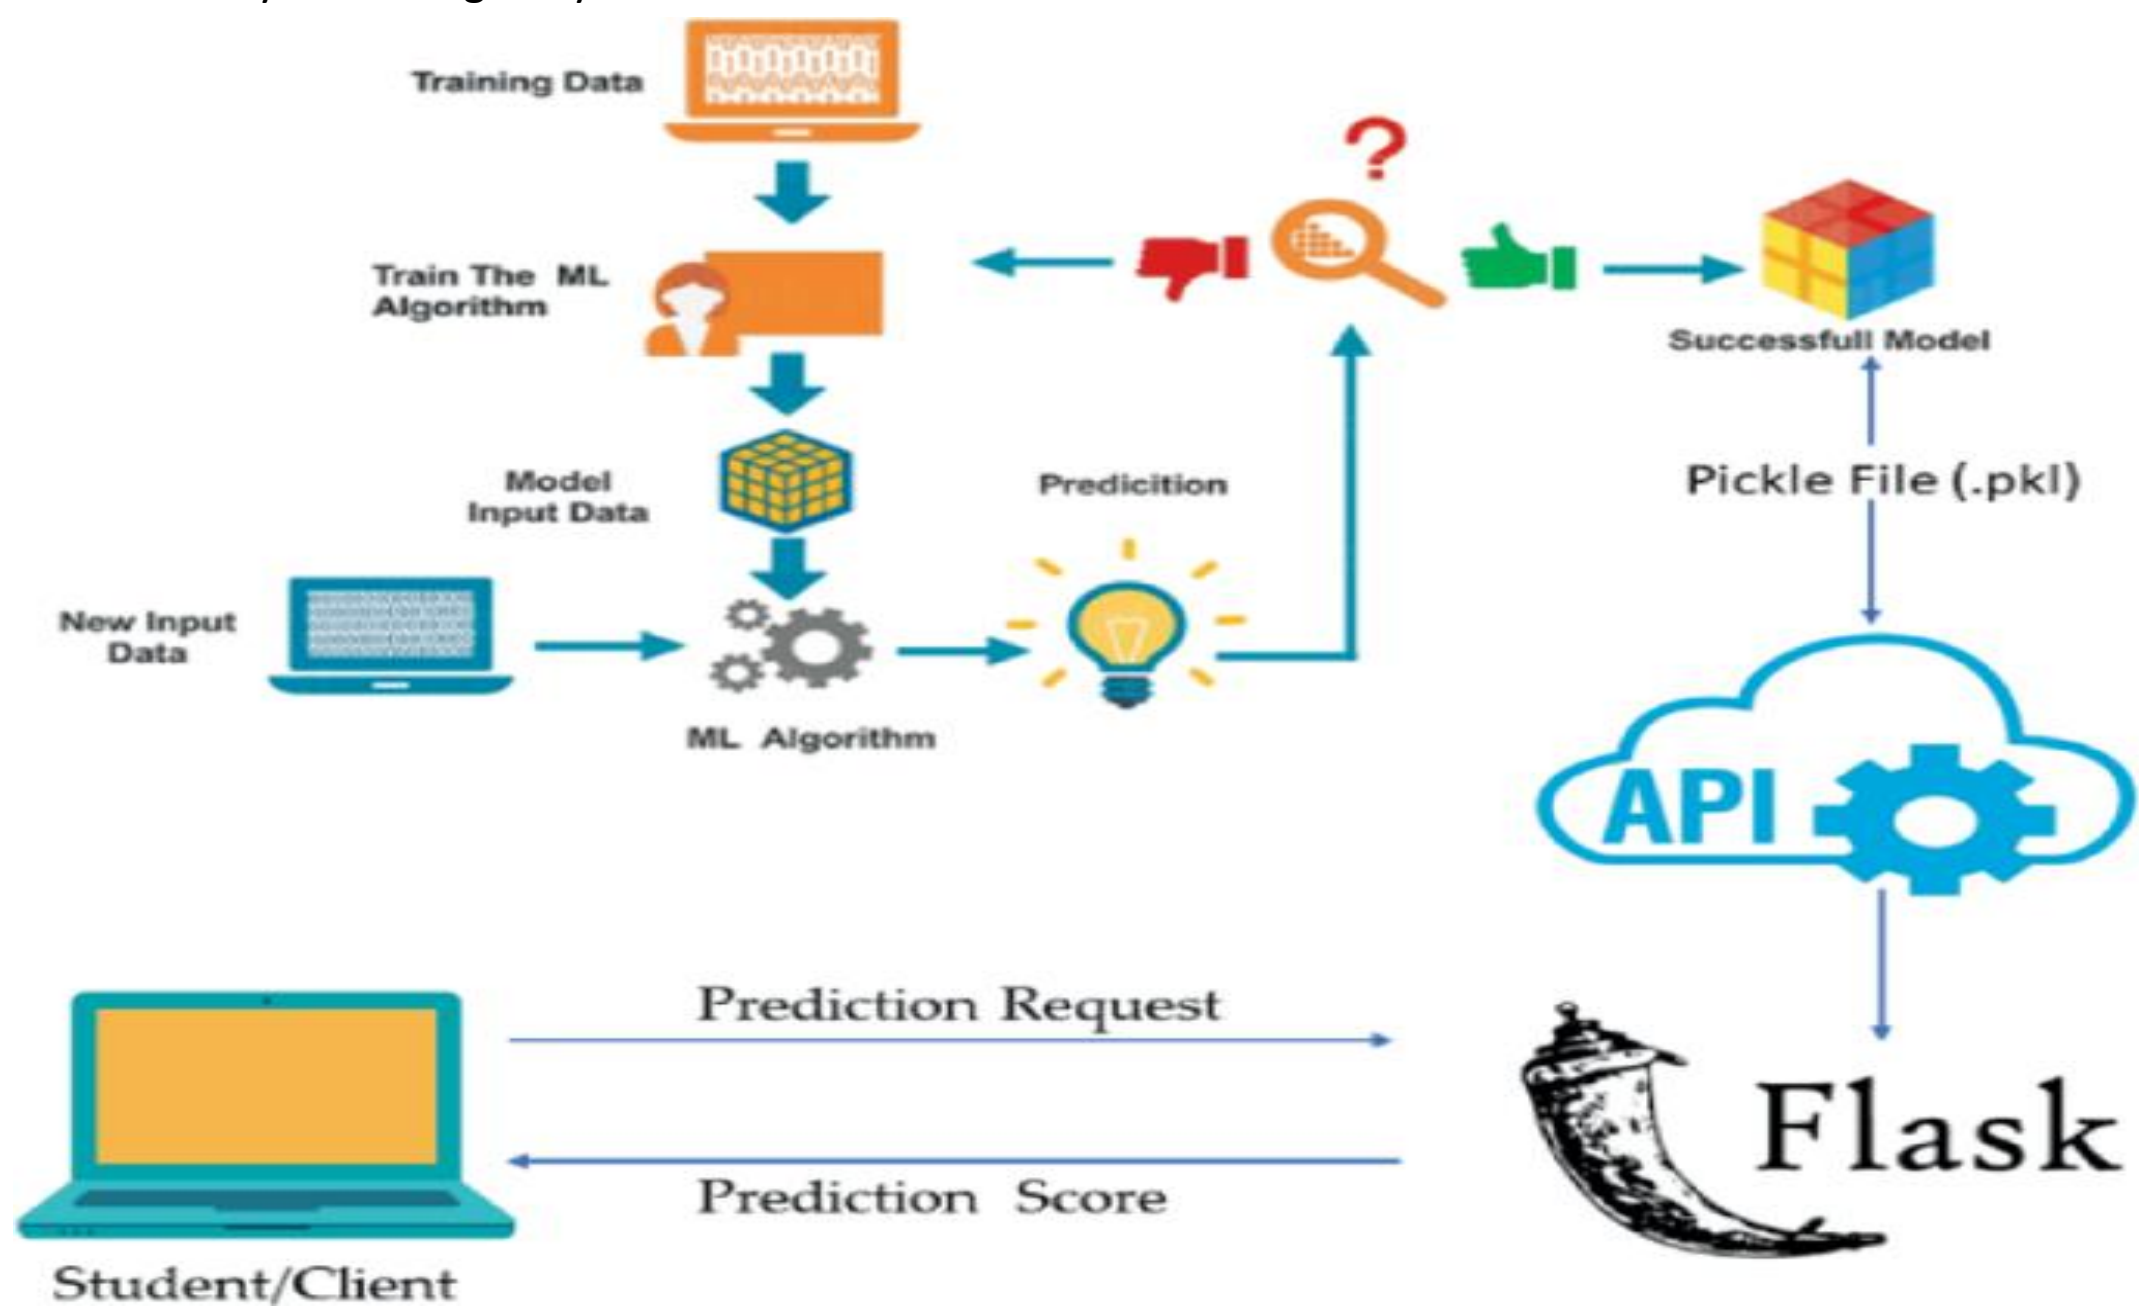 Training Data
?
Train The ML
Algorithm
Successfull Model
Model
Input Data
Predicition
Pickle File (.pkl)
New Input
Data
ML Algorithm
API
Prediction Request
Flask
Prediction Score
Student/Client